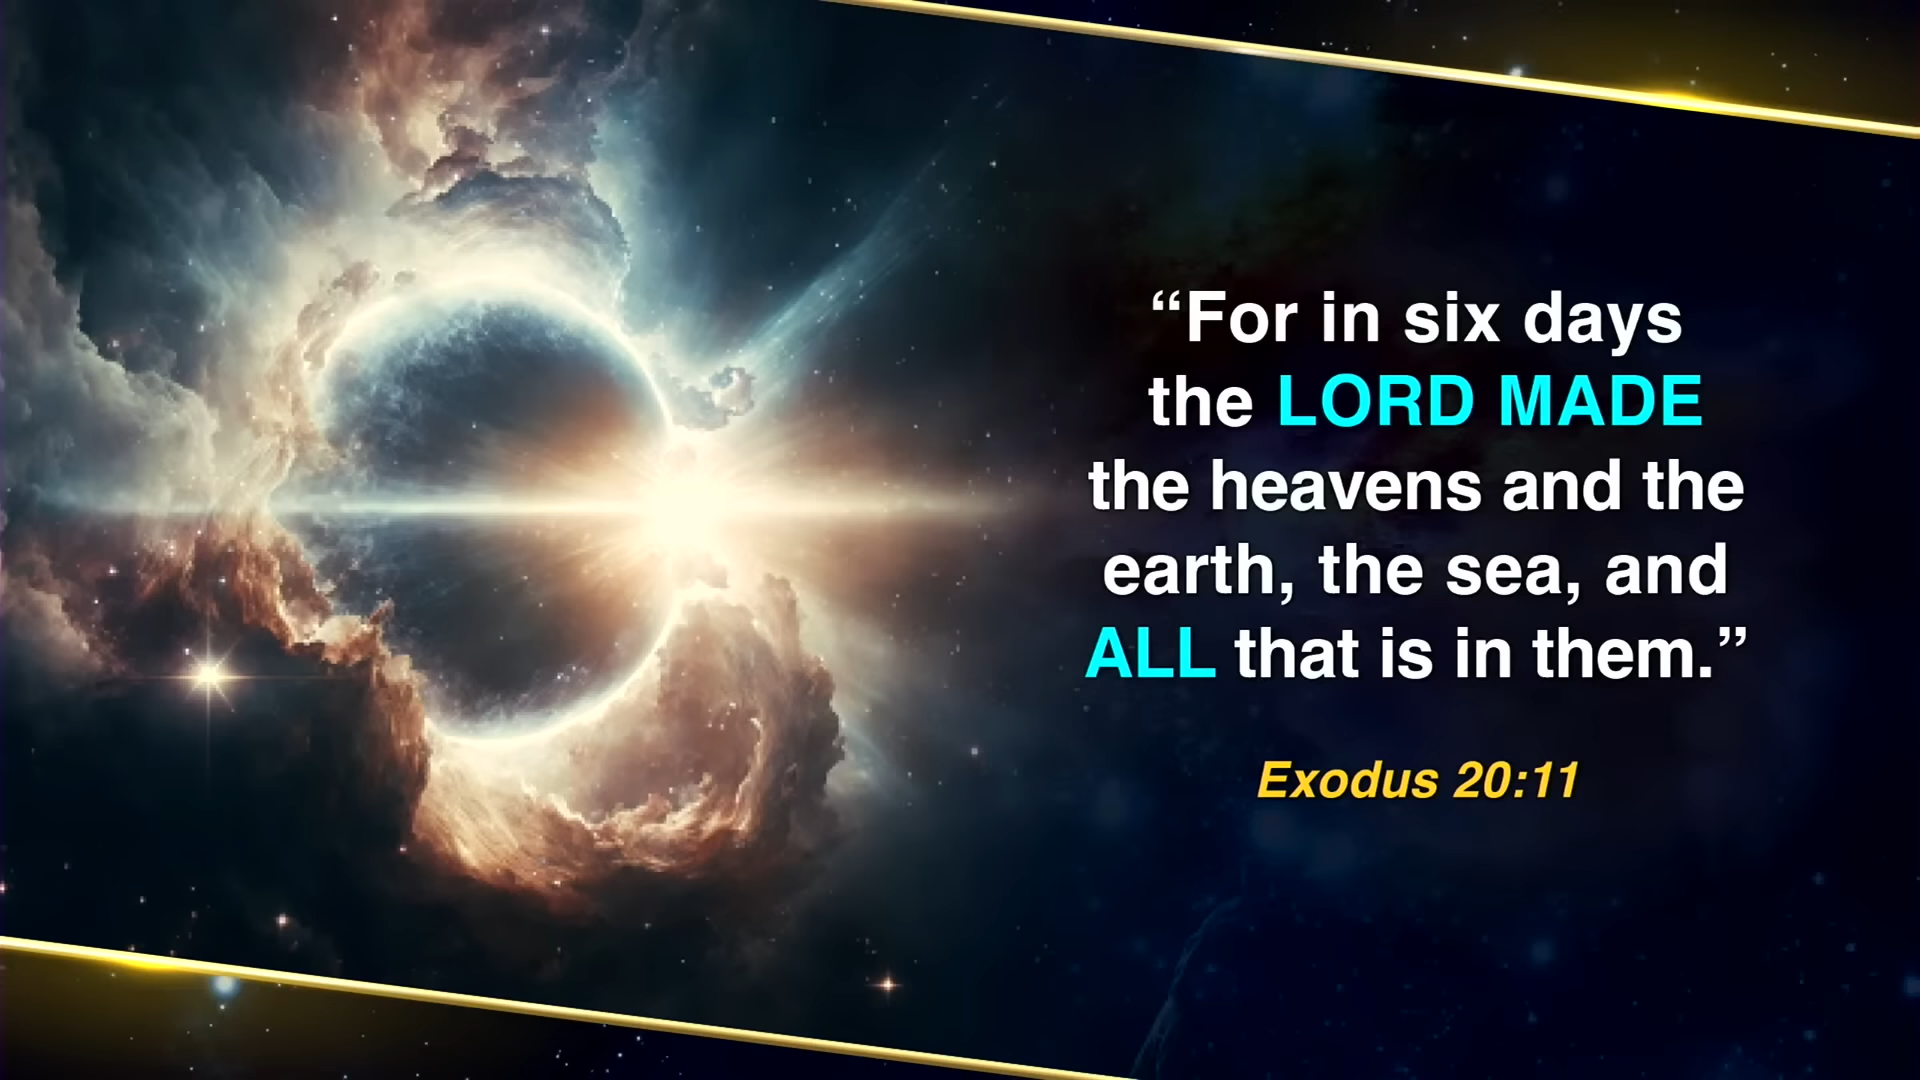 “For in six days
the LORD MADE
the heavens and the
earth, the sea, and
ALL that is in them.”
Exodus 20:11